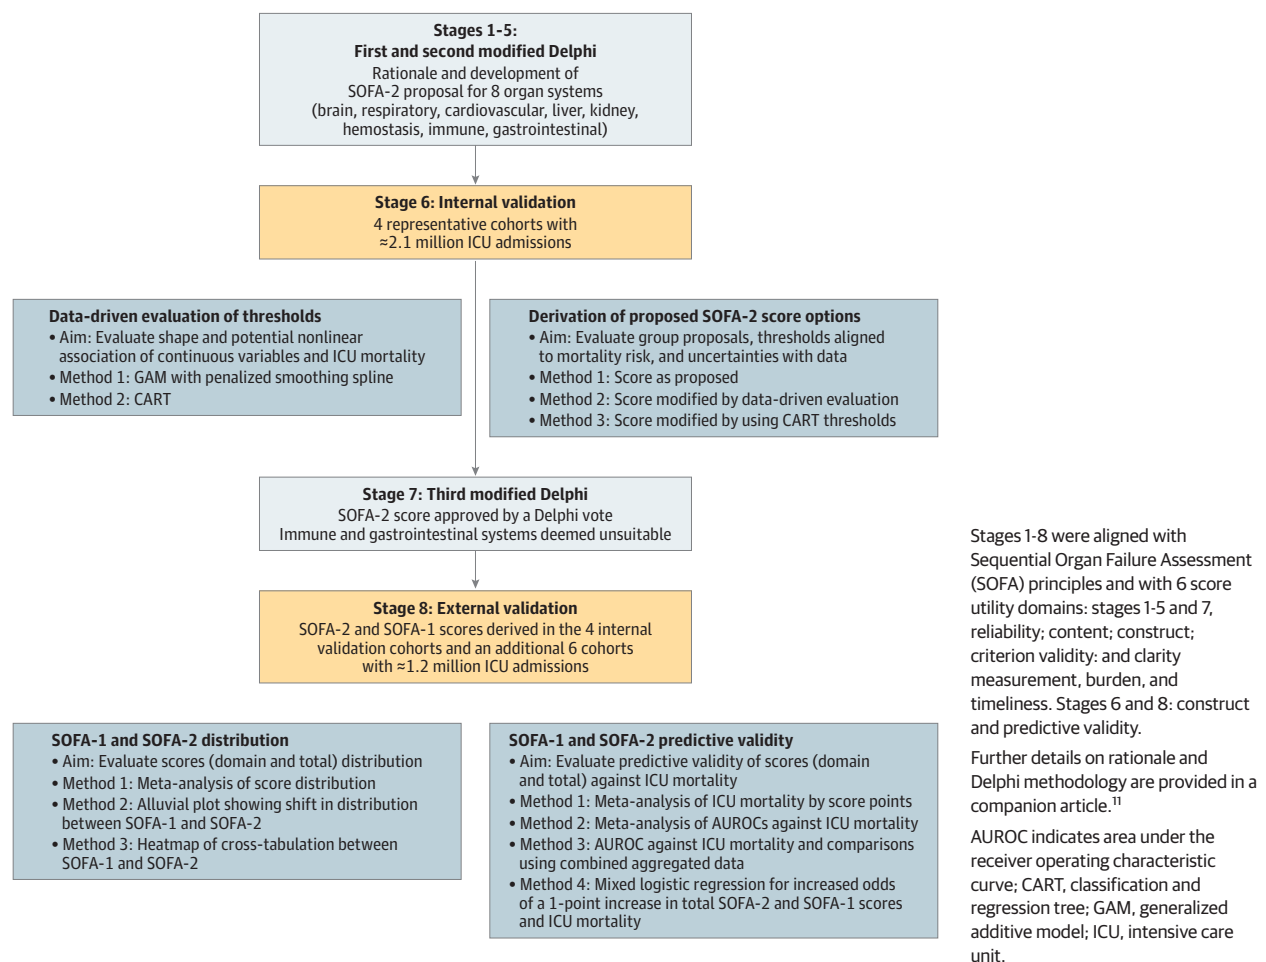 Stages 1-5:
First and second modified Delphi
Rationale and development of
SOFA-2 proposal for 8 organ systems
(brain, respiratory, cardiovascular, liver, kidney,
hemostasis, immune, gastrointestinal)
Stage 6: Internal validation
4 representative cohorts with
≈2.1 million ICU admissions
Data-driven evaluation of thresholds
• Aim: Evaluate shape and potential nonlinear
association of continuous variables and ICU mortality
• Method 1: GAM with penalized smoothing spline
• Method 2: CART
Derivation of proposed SOFA-2 score options
• Aim: Evaluate group proposals, thresholds aligned
to mortality risk, and uncertainties with data
• Method 1: Score as proposed
• Method 2: Score modified by data-driven evaluation
• Method 3: Score modified by using CART thresholds
Stage 7: Third modified Delphi
SOFA-2 score approved by a Delphi vote
Immune and gastrointestinal systems deemed unsuitable
Stage 8: External validation
SOFA-2 and SOFA-1 scores derived in the 4 internal
validation cohorts and an additional 6 cohorts
with ≈1.2 million ICU admissions
SOFA-1 and SOFA-2 distribution
• Aim: Evaluate scores (domain and total) distribution
• Method 1: Meta-analysis of score distribution
• Method 2: Alluvial plot showing shift in distribution
between SOFA-1 and SOFA-2
• Method 3: Heatmap of cross-tabulation between
SOFA-1 and SOFA-2
SOFA-1 and SOFA-2 predictive validity
• Aim: Evaluate predictive validity of scores (domain
and total) against ICU mortality
• Method 1: Meta-analysis of ICU mortality by score points
• Method 2: Meta-analysis of AUROCs against ICU mortality
• Method 3: AUROC against ICU mortality and comparisons
using combined aggregated data
• Method 4: Mixed logistic regression for increased odds
of a 1-point increase in total SOFA-2 and SOFA-1 scores
and ICU mortality
Stages 1-8 were aligned with
Sequential Organ Failure Assessment
(SOFA) principles and with 6 score
utility domains: stages 1-5 and 7,
reliability; content; construct;
criterion validity: and clarity
measurement, burden, and
timeliness. Stages 6 and 8: construct
and predictive validity.
Further details on rationale and
Delphi methodology are provided in a
companion article.¹¹
AUROC indicates area under the
receiver operating characteristic
curve; CART, classification and
regression tree; GAM, generalized
additive model; ICU, intensive care
unit.